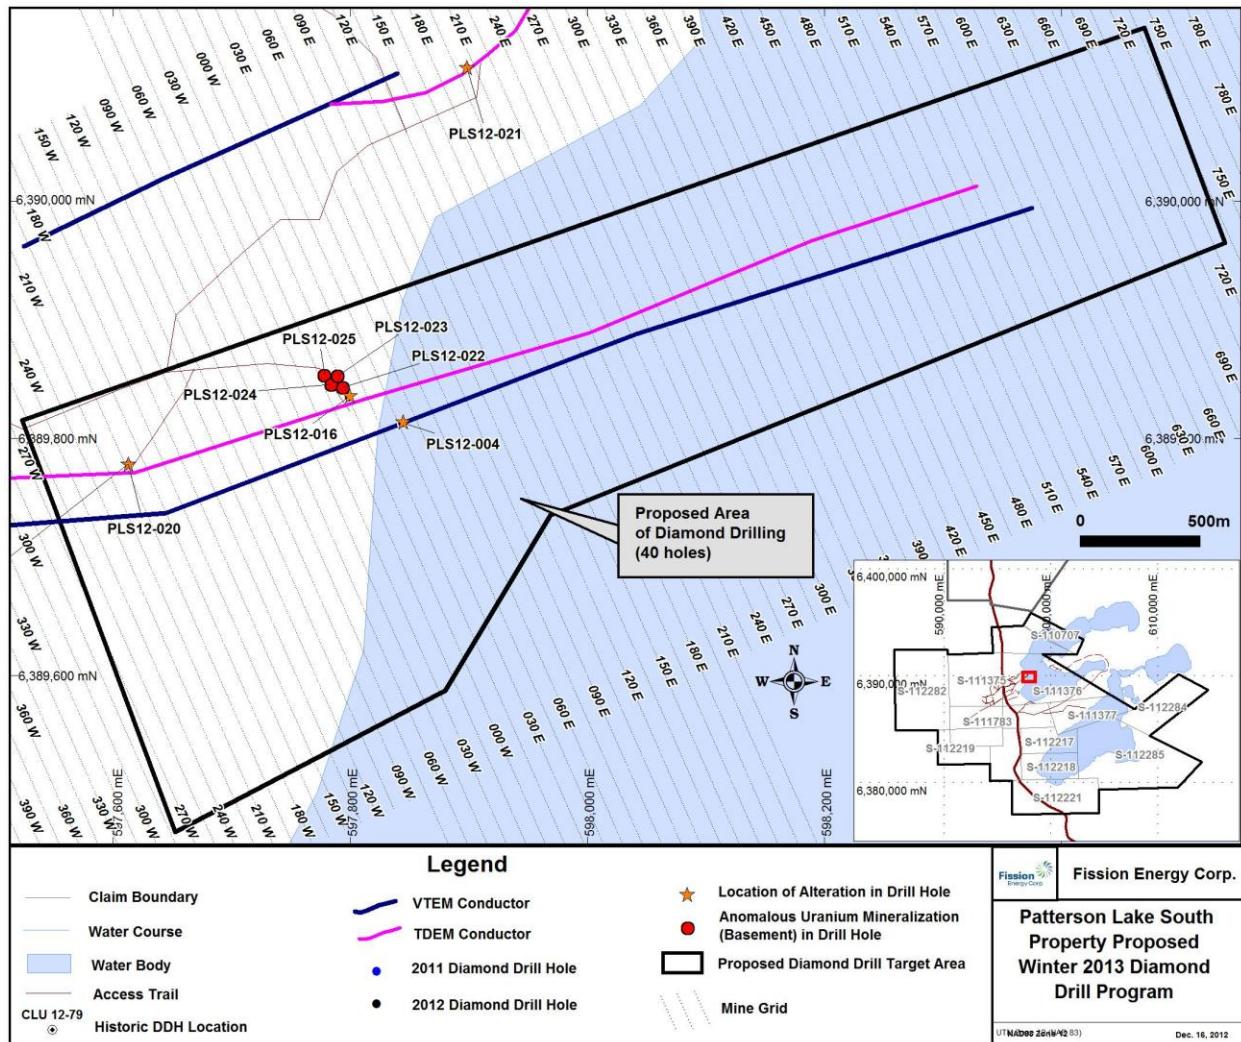 090 E
120 E
150 E
180 E
210 E
240 E
270 E
300 E
330 E
360 E
390 E
420 E
450 E
480 E
510 E
540 E
570 E
600 E
630 E
660 E
690 E
720 E
750 E
780 E
060 E
030 E
000 W
030 W
060 W
090 W
120 W
150 W
180 W
210 W
240 W
270 W
300 W
330 W
360 W
390 W
360 W
330 W
300 W
270 W
240 W
210 W
180 W
150 W
120 W
090 W
060 W
030 W
000 W
030 E
060 E
090 E
120 E
150 E
180 E
210 E
240 E
270 E
300 E
390
420 E
450 E
480 E
510 E
540 E
570 E
600 E
630 E
660 E
690 E
720 E
750 E
780 E
6,390,000 mN
6,390,000 mN
6,389,800 mN
6,389,600 mN
597,600 mE
597,800 mE
598,000 mE
598,200 mE
PLS12-021
PLS12-025
PLS12-023
PLS12-022
PLS12-024
PLS12-016
PLS12-004
PLS12-020
Proposed Area
of Diamond Drilling
(40 holes)
0 500m
N
W E
S
6,400,000 mN
6,390,000 mN
6,380,000 mN
590,000 mE
610,000 mE
S-110707
S-112282
S-111375
S-111376
S-112284
S-111783
S-111377
S-112219
S-112217
S-112285
S-112218
S-112221
Legend
Claim Boundary
Water Course
Water Body
Access Trail
CLU 12-79
Historic DDH Location
VTEM Conductor
TDEM Conductor
2011 Diamond Drill Hole
2012 Diamond Drill Hole
Location of Alteration in Drill Hole
Anomalous Uranium Mineralization
(Basement) in Drill Hole
Proposed Diamond Drill Target Area
Mine Grid
Fission
Energy Corp
Fission Energy Corp.
Patterson Lake South
Property Proposed
Winter 2013 Diamond
Drill Program
Dec. 16, 2012